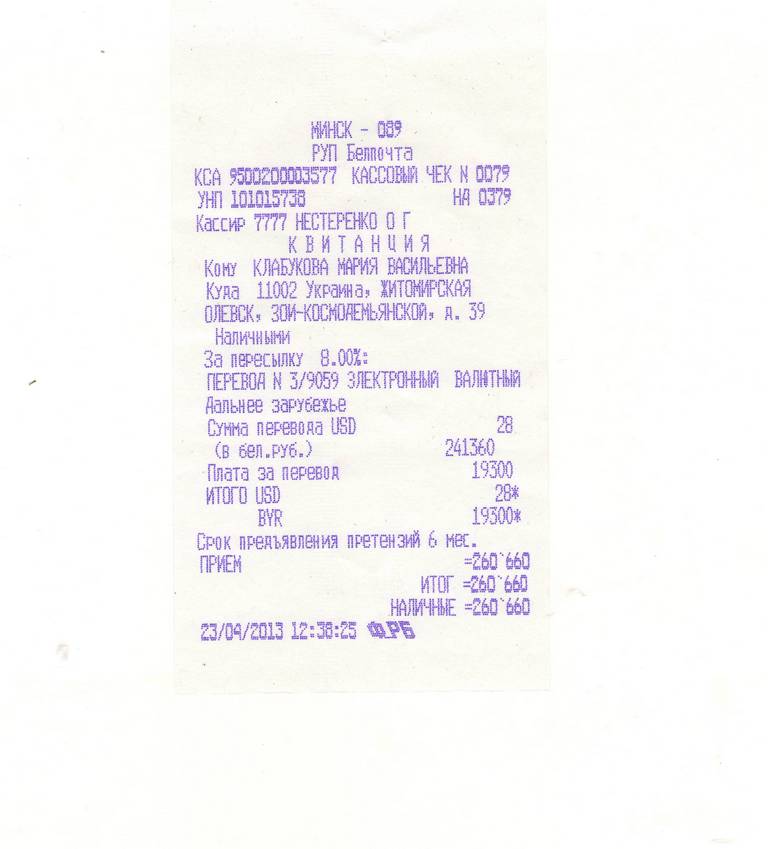 МИНСК - 089
РУП Белпочта
КСА 9500200003577 КАССОВЫЙ ЧЕК N 0079
УНП 101015738 НД 0379
Кассир 7777 НЕСТЕРЕНКО О Г
К В И Т А Н Ц И Я
Кому КЛАБУКОВА МАРИЯ ВАСИЛЬЕВНА
Куда 11002 Украина, ЖИТОМИРСКАЯ
ОЛЕВСК, ЗОИ-КОСМОДЕМЬЯНСКОЙ, д. 39
Наличными
За пересылку 8.00%:
ПЕРЕВОД N 3/9059 ЭЛЕКТРОННЫЙ ВАЛЮТНЫЙ
Дальнее зарубежье
Сумма перевода USD 28
(в бел.руб.) 241360
Плата за перевод 19300
ИТОГО USD 28*
BYR 19300*
Срок предъявления претензий 6 мес.
ПРИЕМ =260`660
ИТОГ =260`660
НАЛИЧНЫЕ =260`660
23/04/2013 12:38:25 ФРБ